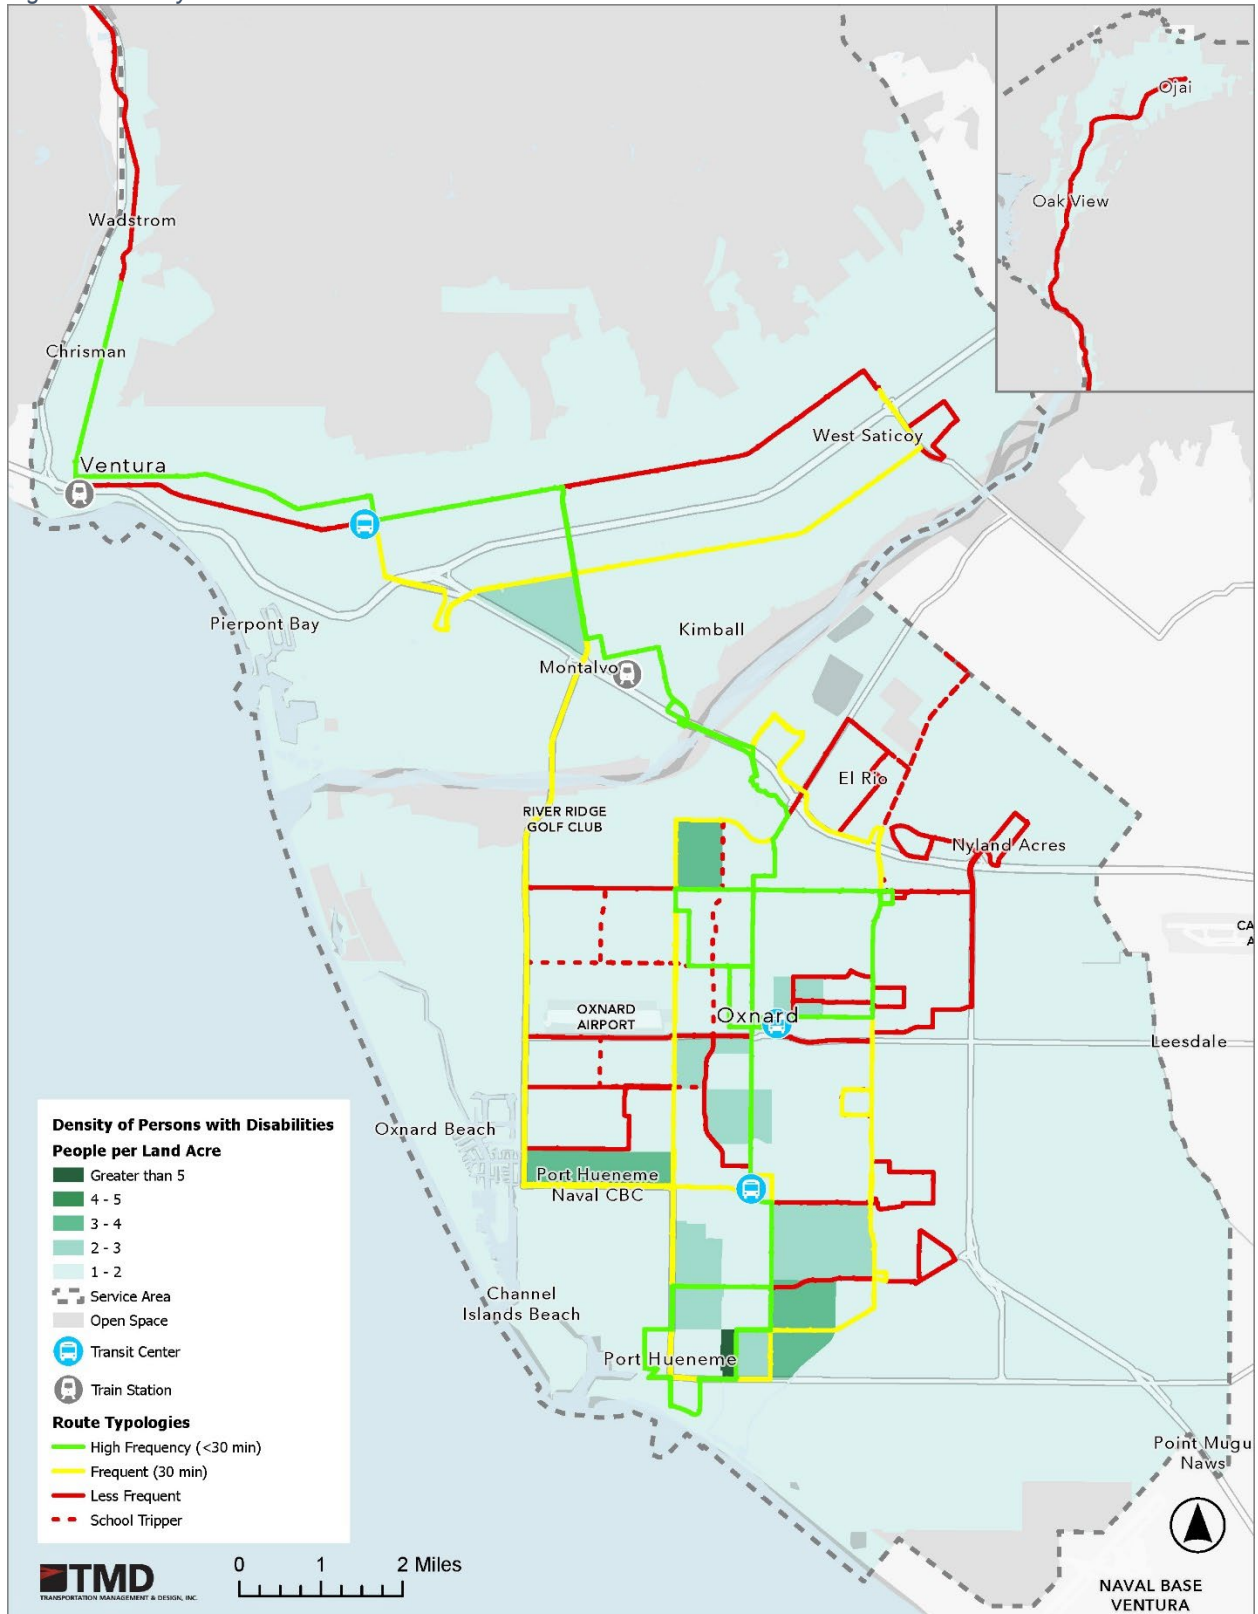 Ojai
Oak View
Wadstrom
Chrisman
Ventura
West Saticoy
Pierpont Bay
Kimball
Montalvo
El Rio
RIVER RIDGE
GOLF CLUB
Nyland Acres
OXNARD
AIRPORT
Oxnard
Leesdale
Oxnard Beach
Port Hueneme
Naval CBC
Channel
Islands Beach
Port Hueneme
Point Mugu
Naws
NAVAL BASE
VENTURA
Density of Persons with Disabilities
People per Land Acre
Greater than 5
4 - 5
3 - 4
2 - 3
1 - 2
Service Area
Open Space
Transit Center
Train Station
Route Typologies
High Frequency (<30 min)
Frequent (30 min)
Less Frequent
School Tripper
TMD
TRANSPORTATION MANAGEMENT & DESIGN, INC.
0 1 2 Miles